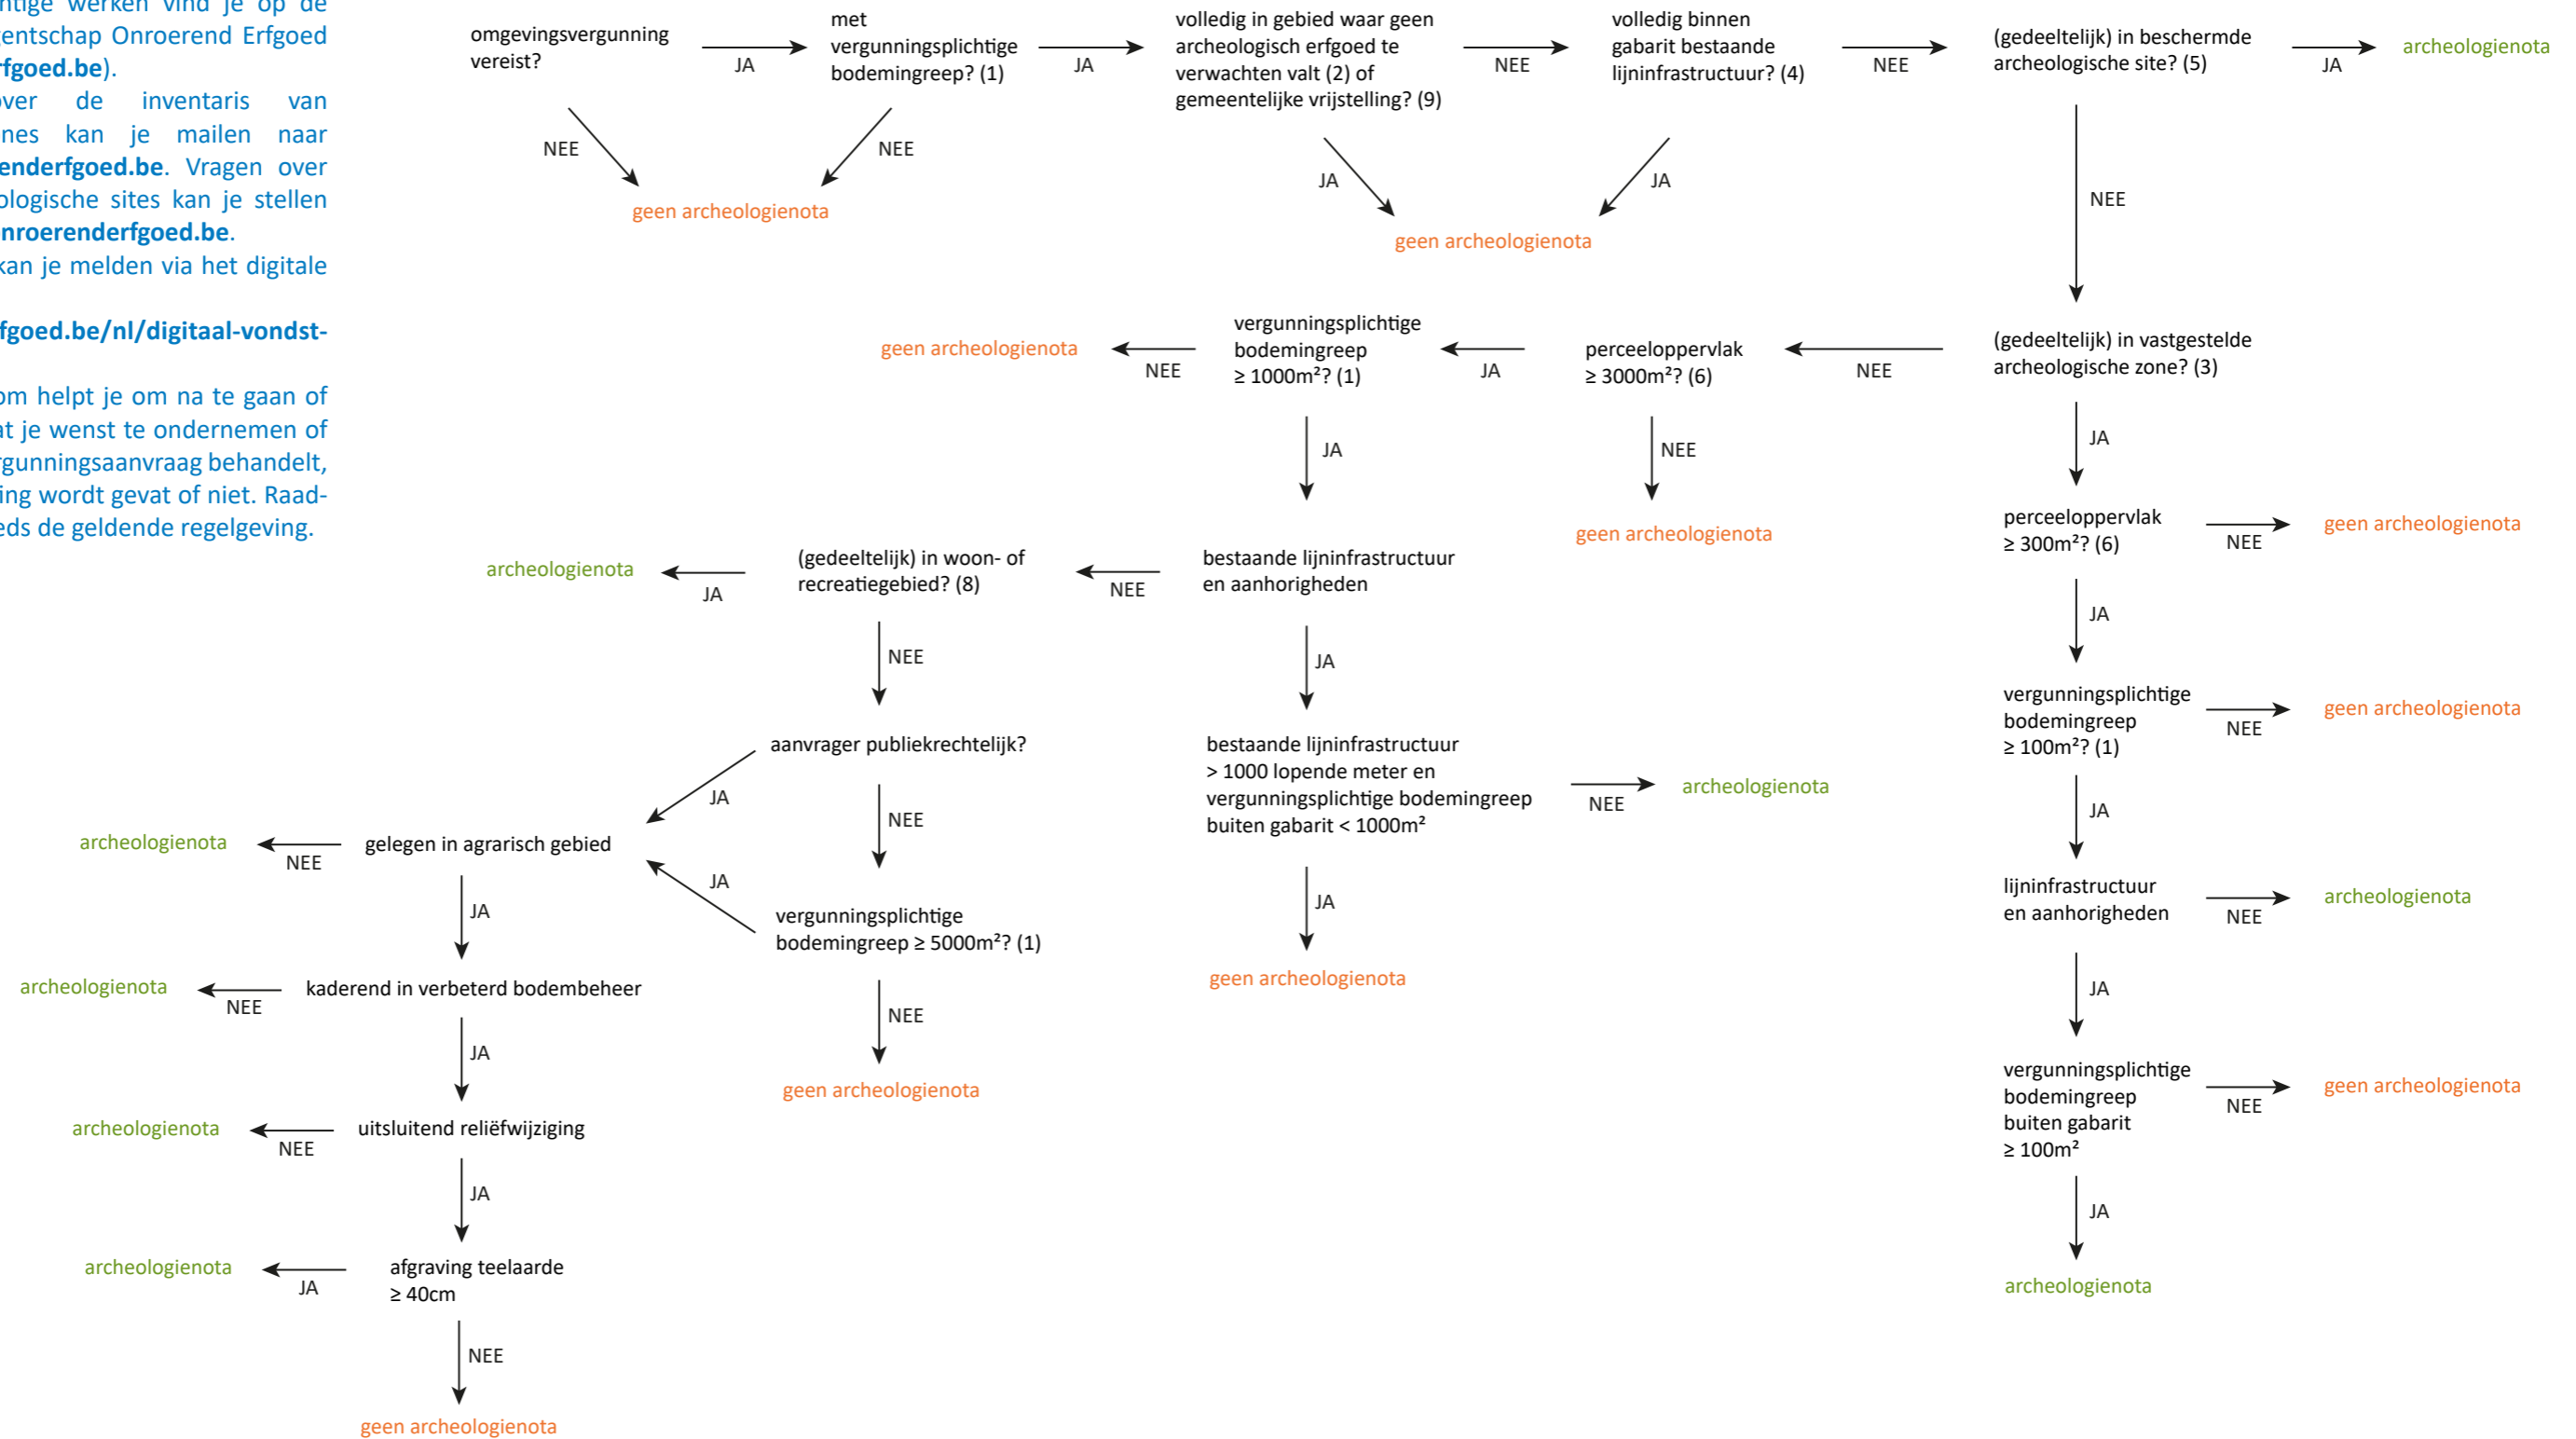 ntige werken vind je op de
gentschap Onroerend Erfgoed
rfgoed.be).
over de inventaris van
nes kan je mailen naar
enderfgoed.be. Vragen over
ologische sites kan je stellen
nroerenderfgoed.be.
kan je melden via het digitale
fgoed.be/nl/digitaal-vondst-
om helpt je om na te gaan of
at je wenst te ondernemen of
rgunningsaanvraag behandelt,
ing wordt gevat of niet. Raad-
eds de geldende regelgeving.
omgevingsvergunning
vereist?
JA
NEE
met
vergunningsplichtige
bodemingreep? (1)
JA
NEE
geen archeologienota
volledig in gebied waar geen
archeologisch erfgoed te
verwachten valt (2) of
gemeentelijke vrijstelling? (9)
NEE
JA
volledig binnen
gabarit bestaande
lijninfrastructuur? (4)
NEE
JA
geen archeologienota
(gedeeltelijk) in beschermde
archeologische site? (5)
JA
archeologienota
NEE
(gedeeltelijk) in vastgestelde
archeologische zone? (3)
NEE
JA
perceeloppervlak
≥ 3000m²? (6)
JA
NEE
geen archeologienota
vergunningsplichtige
bodemingreep
≥ 1000m²? (1)
NEE
geen archeologienota
JA
perceeloppervlak
≥ 300m²? (6)
NEE
geen archeologienota
JA
vergunningsplichtige
bodemingreep
≥ 100m²? (1)
NEE
geen archeologienota
JA
lijninfrastructuur
en aanhorigheden
NEE
archeologienota
JA
vergunningsplichtige
bodemingreep
buiten gabarit
≥ 100m²
NEE
geen archeologienota
JA
archeologienota
bestaande lijninfrastructuur
en aanhorigheden
NEE
JA
bestaande lijninfrastructuur
> 1000 lopende meter en
vergunningsplichtige bodemingreep
buiten gabarit < 1000m²
NEE
archeologienota
JA
geen archeologienota
(gedeeltelijk) in woon- of
recreatiegebied? (8)
JA
archeologienota
NEE
aanvrager publiekrechtelijk?
JA
NEE
vergunningsplichtige
bodemingreep ≥ 5000m²? (1)
JA
NEE
geen archeologienota
gelegen in agrarisch gebied
NEE
archeologienota
JA
kaderend in verbeterd bodembeheer
NEE
archeologienota
JA
uitsluitend reliëfwijziging
NEE
archeologienota
JA
afgraving teelaarde
≥ 40cm
JA
archeologienota
NEE
geen archeologienota